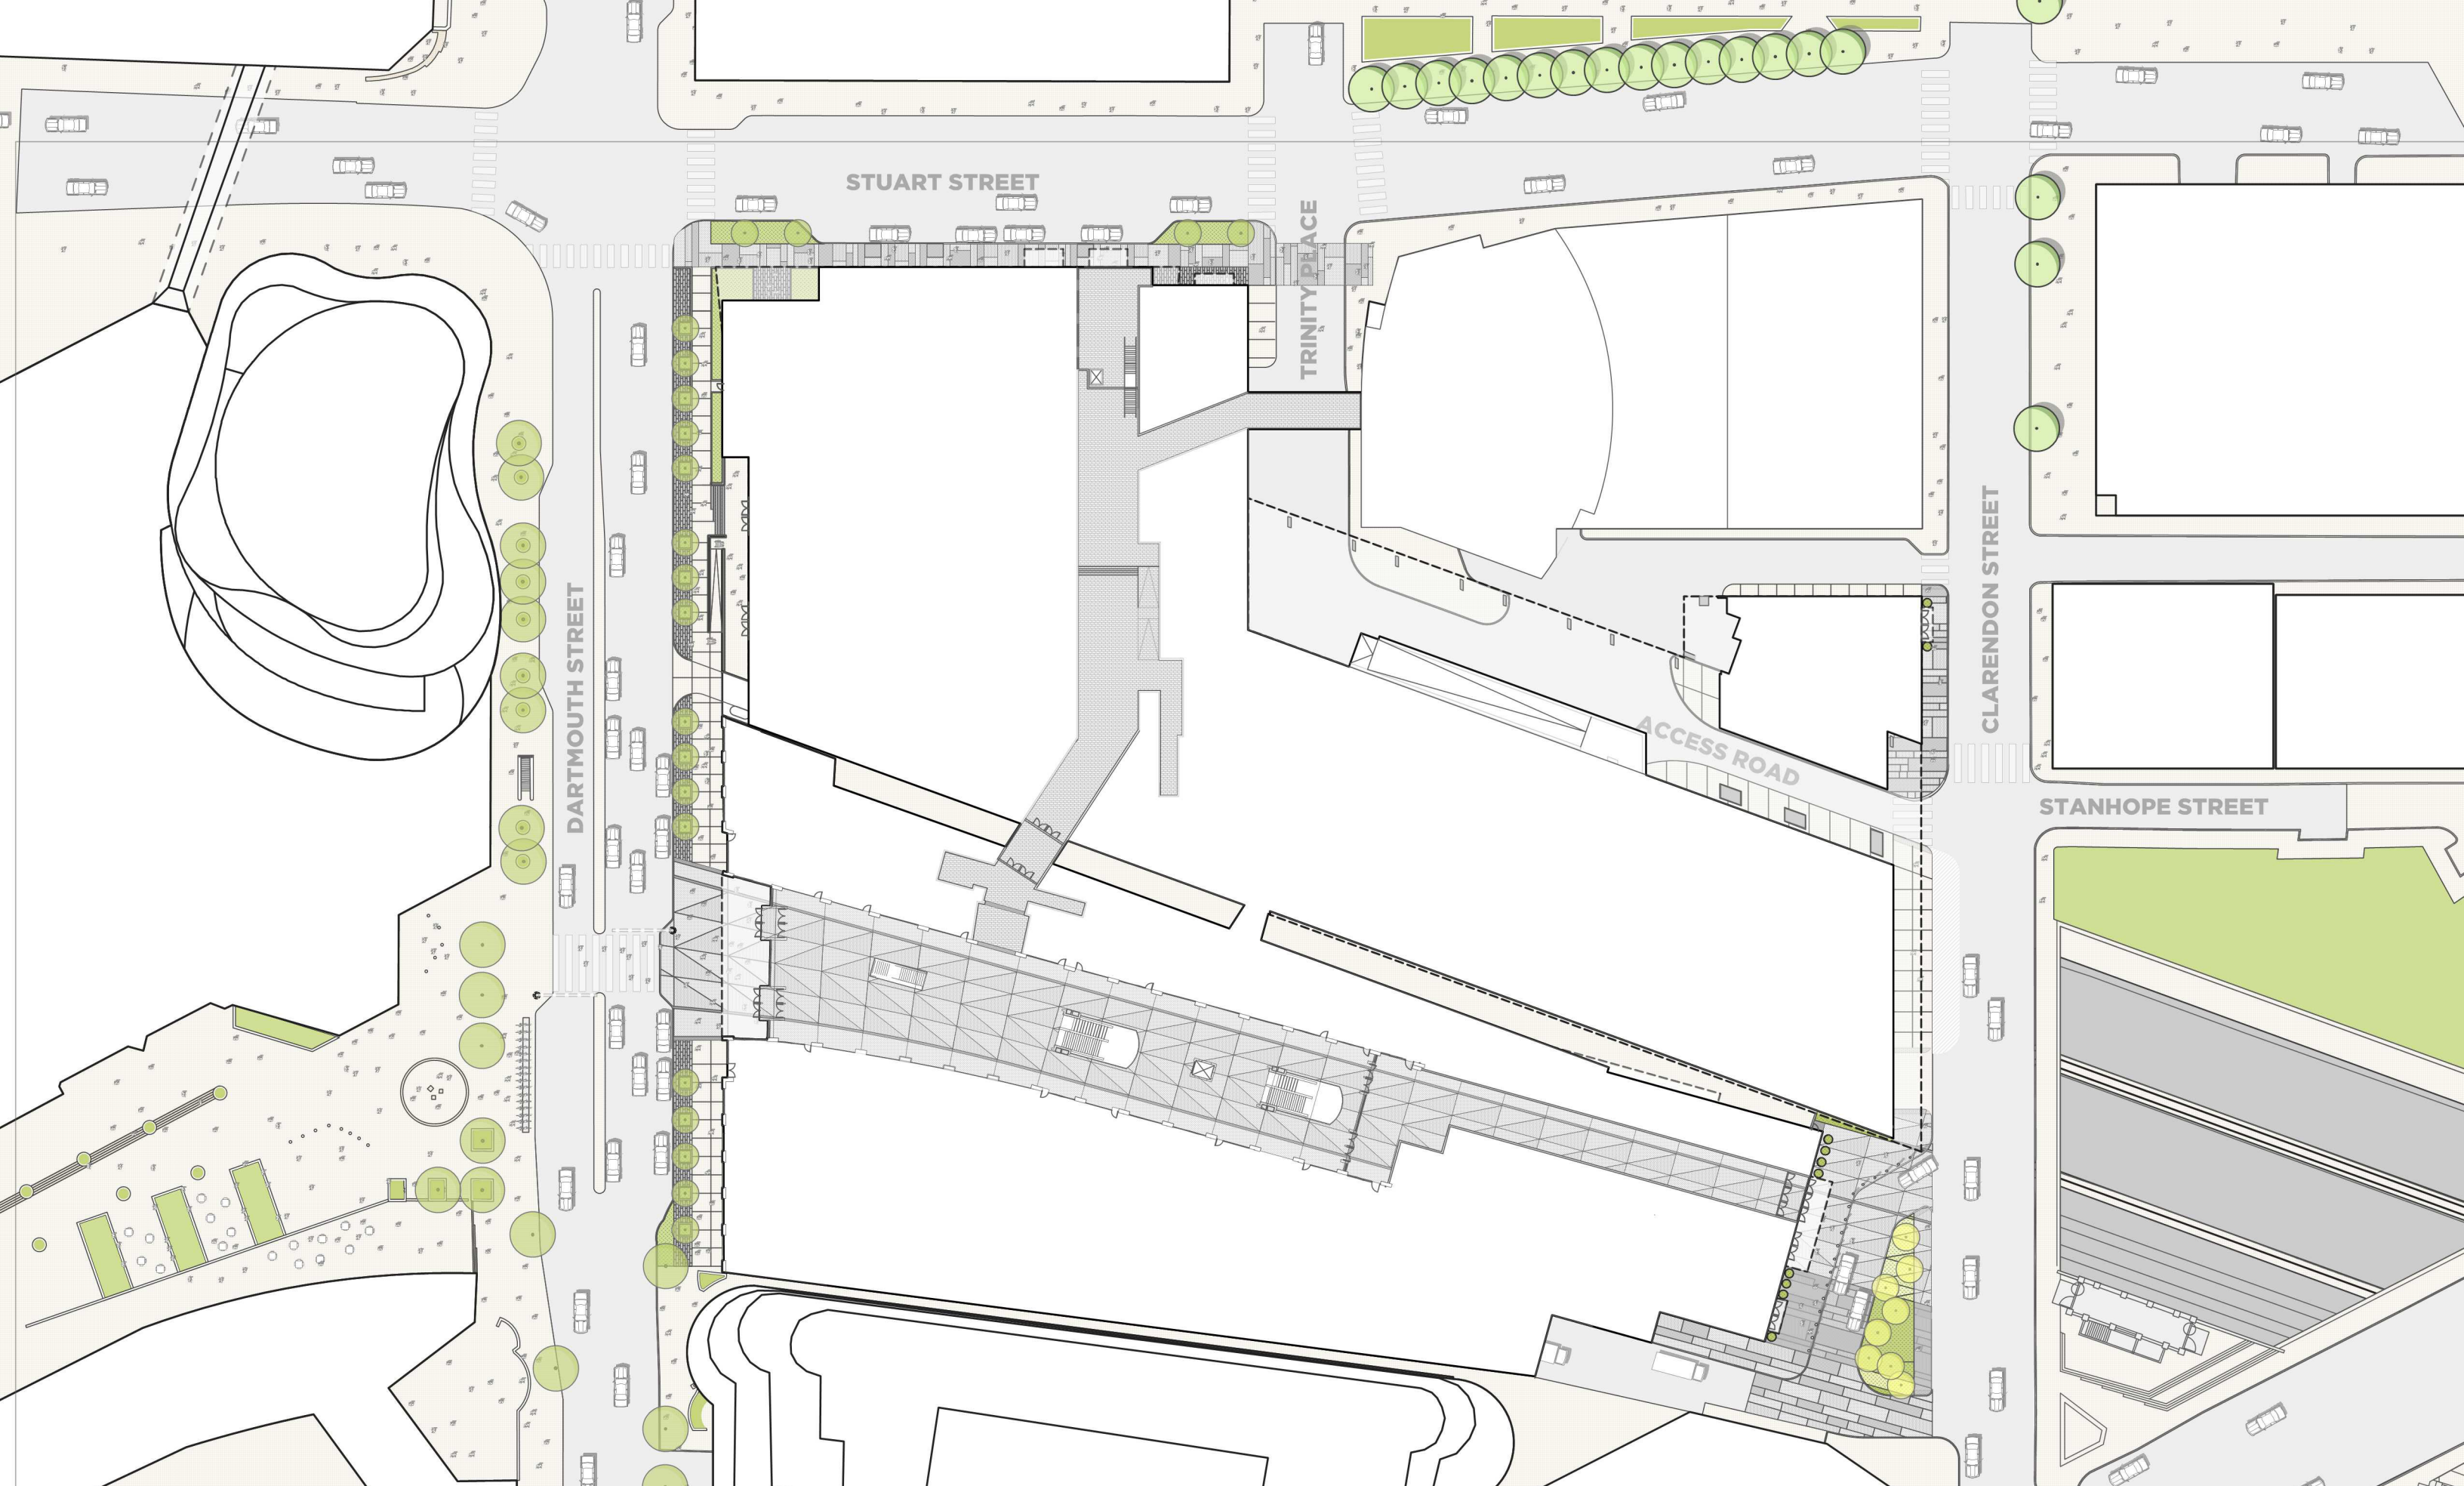 STUART STREET
TRINITY PLACE
DARTMOUTH STREET
CLARENDON STREET
ACCESS ROAD
STANHOPE STREET